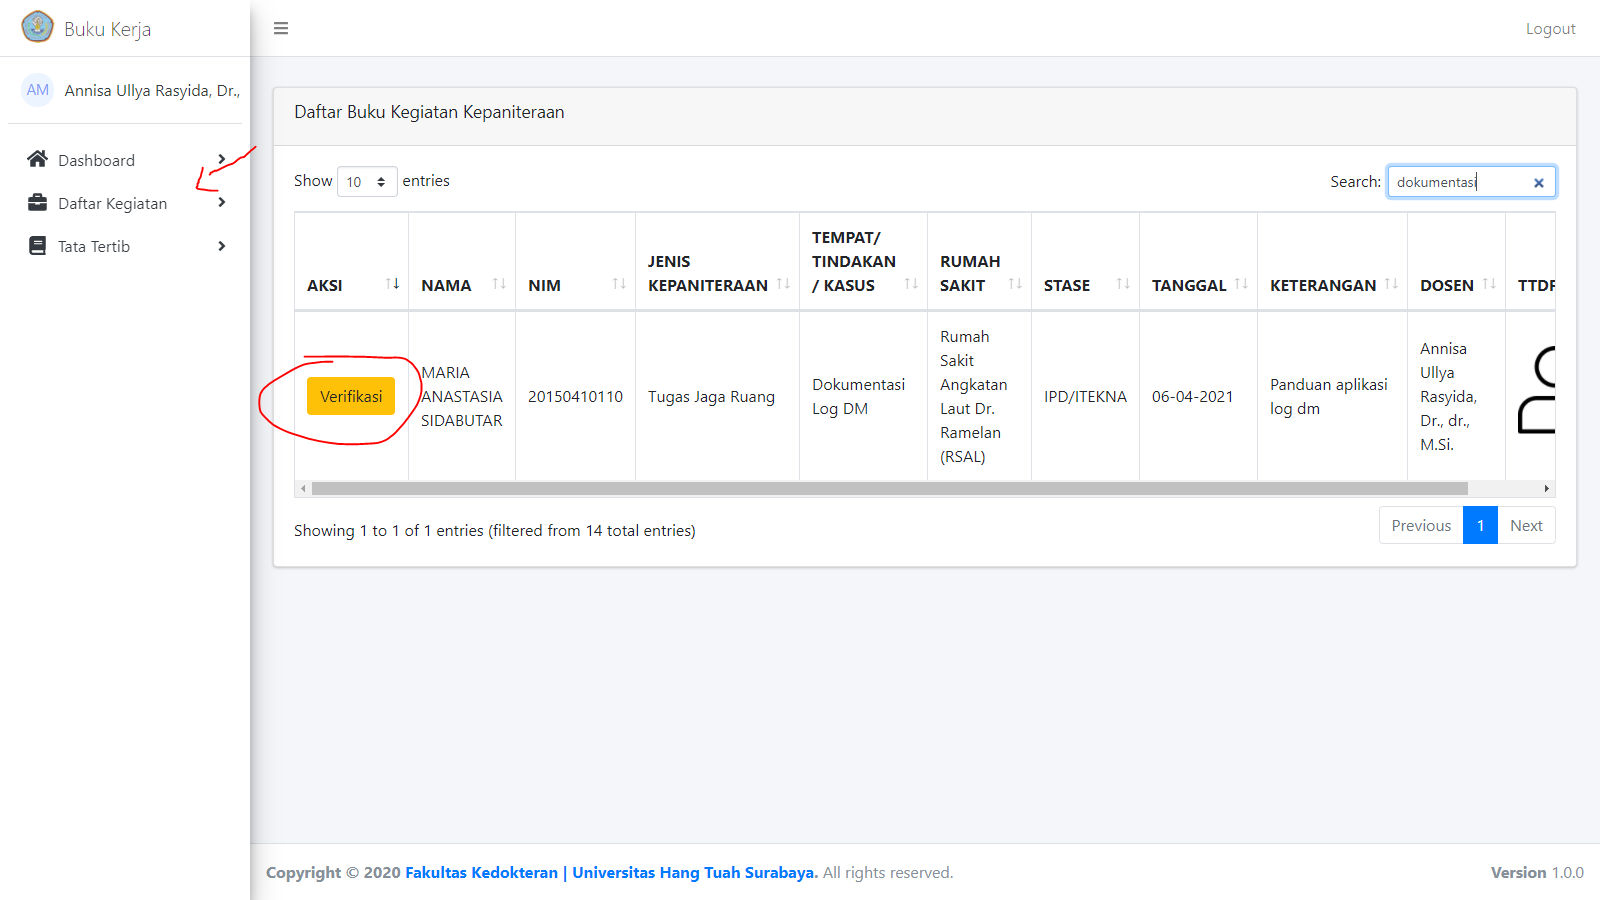 Buku Kerja
Logout
AM Annisa Ullya Rasyida, Dr.,
Dashboard
Daftar Kegiatan
Tata Tertib
Daftar Buku Kegiatan Kepaniteraan
Show 10 entries
Search: dokumentasi
AKSI
NAMA
NIM
JENIS
KEPANITERAAN
TEMPAT/
TINDAKAN
/ KASUS
RUMAH
SAKIT
STASE
TANGGAL
KETERANGAN
DOSEN
Verifikasi
MARIA
ANASTASIA
SIDABUTAR
20150410110
Tugas Jaga Ruang
Dokumentasi
Log DM
Rumah
Sakit
Angkatan
Laut Dr.
Ramelan
(RSAL)
IPD/ITEKNA
06-04-2021
Panduan aplikasi
log dm
Annisa
Ullya
Rasyida,
Dr., dr.,
M.Si.
Showing 1 to 1 of 1 entries (filtered from 14 total entries)
Previous 1 Next
Copyright © 2020 Fakultas Kedokteran | Universitas Hang Tuah Surabaya. All rights reserved.
Version 1.0.0